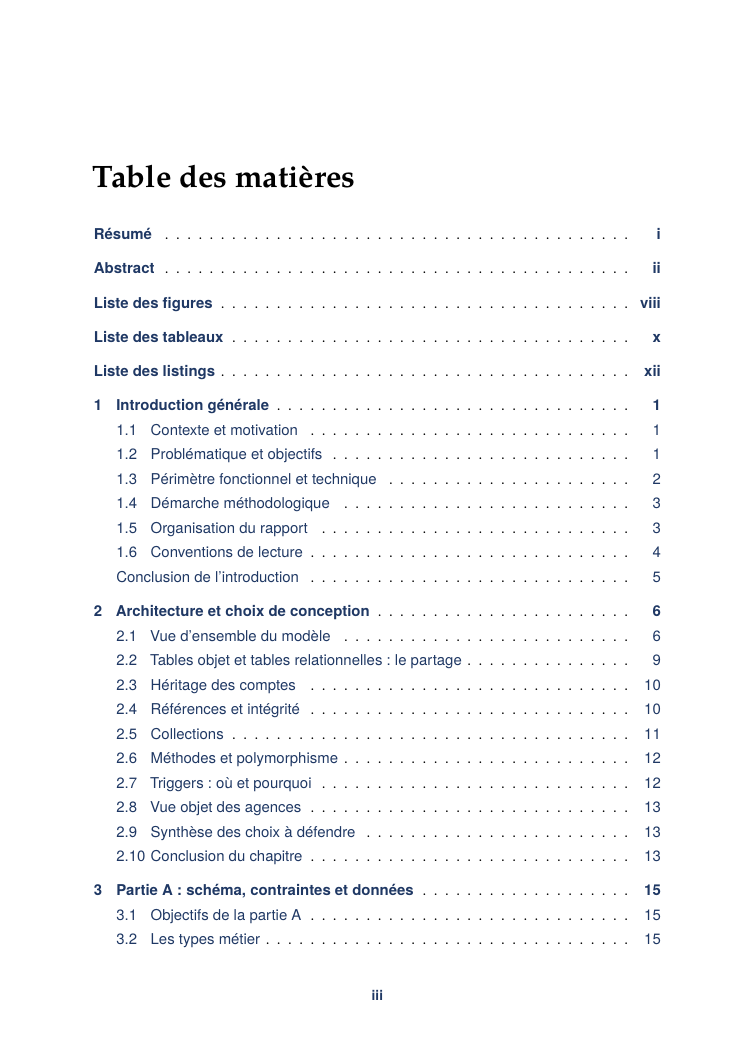 Table des matières
Résumé . . . . . . . . . . . . . . . . . . . . . . . . . . . . . . . . . . . . . . . . . . i
Abstract . . . . . . . . . . . . . . . . . . . . . . . . . . . . . . . . . . . . . . . . . . ii
Liste des figures . . . . . . . . . . . . . . . . . . . . . . . . . . . . . . . . . . . . . viii
Liste des tableaux . . . . . . . . . . . . . . . . . . . . . . . . . . . . . . . . . . . . x
Liste des listings . . . . . . . . . . . . . . . . . . . . . . . . . . . . . . . . . . . . . xii
1 Introduction générale . . . . . . . . . . . . . . . . . . . . . . . . . . . . . . . . 1
1.1 Contexte et motivation . . . . . . . . . . . . . . . . . . . . . . . . . . . . . 1
1.2 Problématique et objectifs . . . . . . . . . . . . . . . . . . . . . . . . . . . 1
1.3 Périmètre fonctionnel et technique . . . . . . . . . . . . . . . . . . . . . . 2
1.4 Démarche méthodologique . . . . . . . . . . . . . . . . . . . . . . . . . . 3
1.5 Organisation du rapport . . . . . . . . . . . . . . . . . . . . . . . . . . . . 3
1.6 Conventions de lecture . . . . . . . . . . . . . . . . . . . . . . . . . . . . . 4
Conclusion de l'introduction . . . . . . . . . . . . . . . . . . . . . . . . . . . . . 5
2 Architecture et choix de conception . . . . . . . . . . . . . . . . . . . . . . . 6
2.1 Vue d'ensemble du modèle . . . . . . . . . . . . . . . . . . . . . . . . . . 6
2.2 Tables objet et tables relationnelles : le partage . . . . . . . . . . . . . . . 9
2.3 Héritage des comptes . . . . . . . . . . . . . . . . . . . . . . . . . . . . . 10
2.4 Références et intégrité . . . . . . . . . . . . . . . . . . . . . . . . . . . . . 10
2.5 Collections . . . . . . . . . . . . . . . . . . . . . . . . . . . . . . . . . . . . 11
2.6 Méthodes et polymorphisme . . . . . . . . . . . . . . . . . . . . . . . . . . 12
2.7 Triggers : où et pourquoi . . . . . . . . . . . . . . . . . . . . . . . . . . . . 12
2.8 Vue objet des agences . . . . . . . . . . . . . . . . . . . . . . . . . . . . . 13
2.9 Synthèse des choix à défendre . . . . . . . . . . . . . . . . . . . . . . . . 13
2.10 Conclusion du chapitre . . . . . . . . . . . . . . . . . . . . . . . . . . . . . 13
3 Partie A : schéma, contraintes et données . . . . . . . . . . . . . . . . . . . 15
3.1 Objectifs de la partie A . . . . . . . . . . . . . . . . . . . . . . . . . . . . . 15
3.2 Les types métier . . . . . . . . . . . . . . . . . . . . . . . . . . . . . . . . . 15
iii